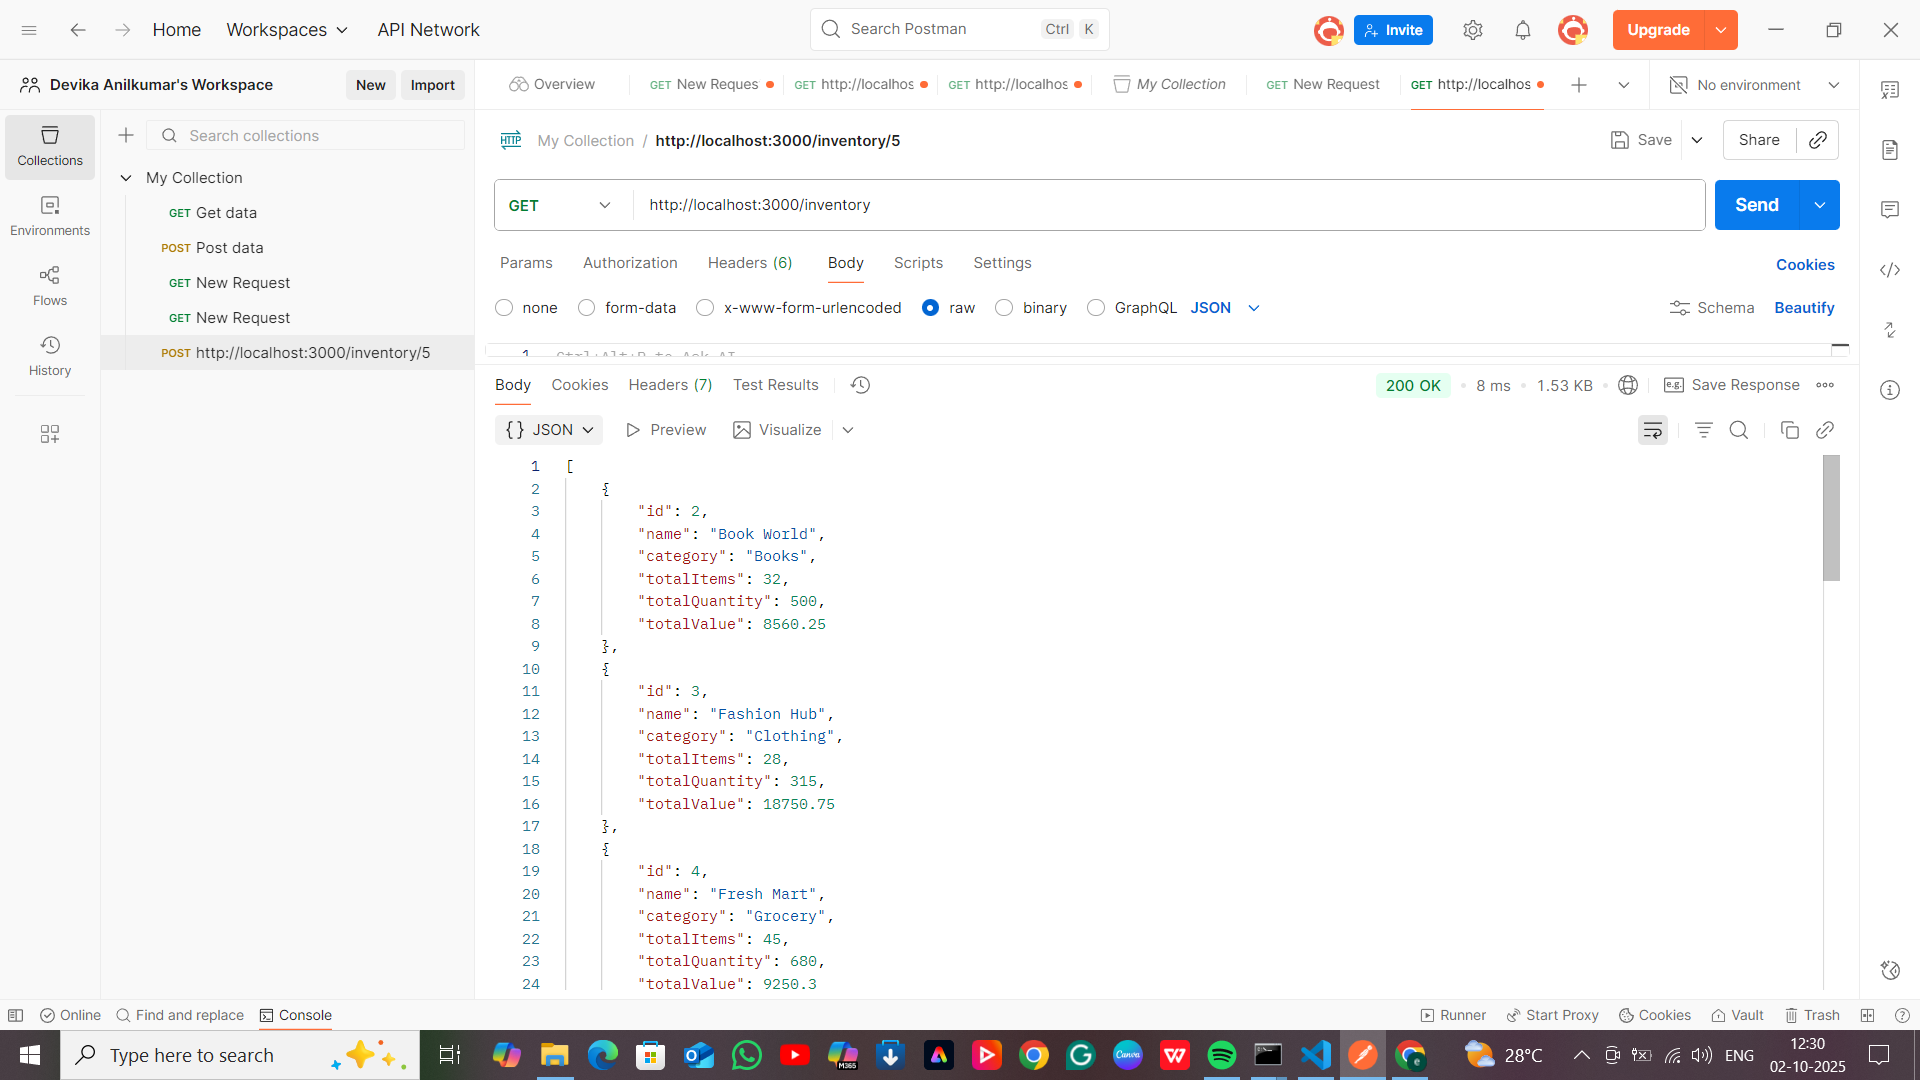 Home Workspaces API Network Search Postman Ctrl K Invite Upgrade
Devika Anilkumar's Workspace New Import Overview GET New Reques GET http://localhos GET http://localhos My Collection GET New Request GET http://localhos No environment
Collections
Environments
Flows
History
Search collections
My Collection
GET Get data
POST Post data
GET New Request
GET New Request
POST http://localhost:3000/inventory/5
HTTP My Collection / http://localhost:3000/inventory/5 Save Share
GET http://localhost:3000/inventory Send
Params Authorization Headers (6) Body Scripts Settings Cookies
none form-data x-www-form-urlencoded raw binary GraphQL JSON Schema Beautify
1 Ctrl+Alt+P to Ask AI
Body Cookies Headers (7) Test Results 200 OK 8 ms 1.53 KB e.g. Save Response
{} JSON Preview Visualize
1 [
2 {
3 "id": 2,
4 "name": "Book World",
5 "category": "Books",
6 "totalItems": 32,
7 "totalQuantity": 500,
8 "totalValue": 8560.25
9 },
10 {
11 "id": 3,
12 "name": "Fashion Hub",
13 "category": "Clothing",
14 "totalItems": 28,
15 "totalQuantity": 315,
16 "totalValue": 18750.75
17 },
18 {
19 "id": 4,
20 "name": "Fresh Mart",
21 "category": "Grocery",
22 "totalItems": 45,
23 "totalQuantity": 680,
24 "totalValue": 9250.3
Online Find and replace Console Runner Start Proxy Cookies Vault Trash
Type here to search M365 Canva 28°C ENG 12:30
02-10-2025